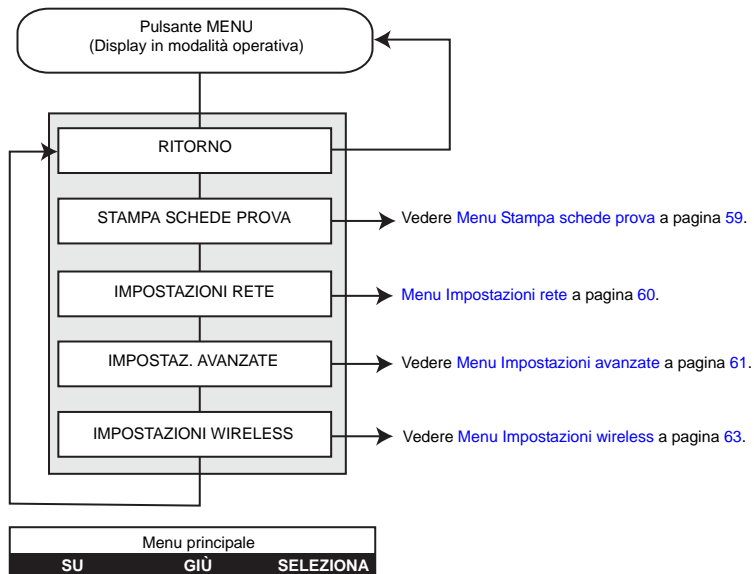 Pulsante MENU
(Display in modalità operativa)
RITORNO
STAMPA SCHEDE PROVA
Vedere Menu Stampa schede prova a pagina 59.
IMPOSTAZIONI RETE
Menu Impostazioni rete a pagina 60.
IMPOSTAZ. AVANZATE
Vedere Menu Impostazioni avanzate a pagina 61.
IMPOSTAZIONI WIRELESS
Vedere Menu Impostazioni wireless a pagina 63.
Menu principale
SU GIÙ SELEZIONA